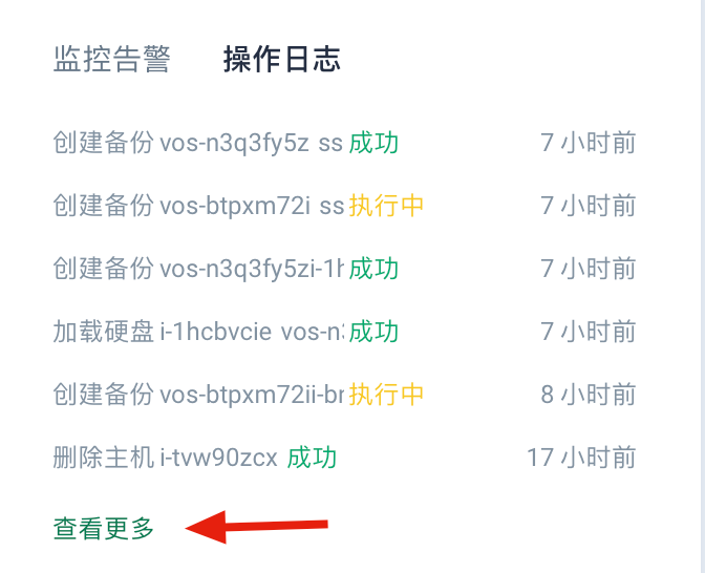 监控告警 操作日志
创建备份 vos-n3q3fy5z ss 成功 7 小时前
创建备份 vos-btpxm72i ss 执行中 7 小时前
创建备份 vos-n3q3fy5zi-1h 成功 7 小时前
加载硬盘 i-1hcbvcie vos-n 成功 7 小时前
创建备份 vos-btpxm72ii-br 执行中 8 小时前
删除主机 i-tvw90zcx 成功 17 小时前
查看更多